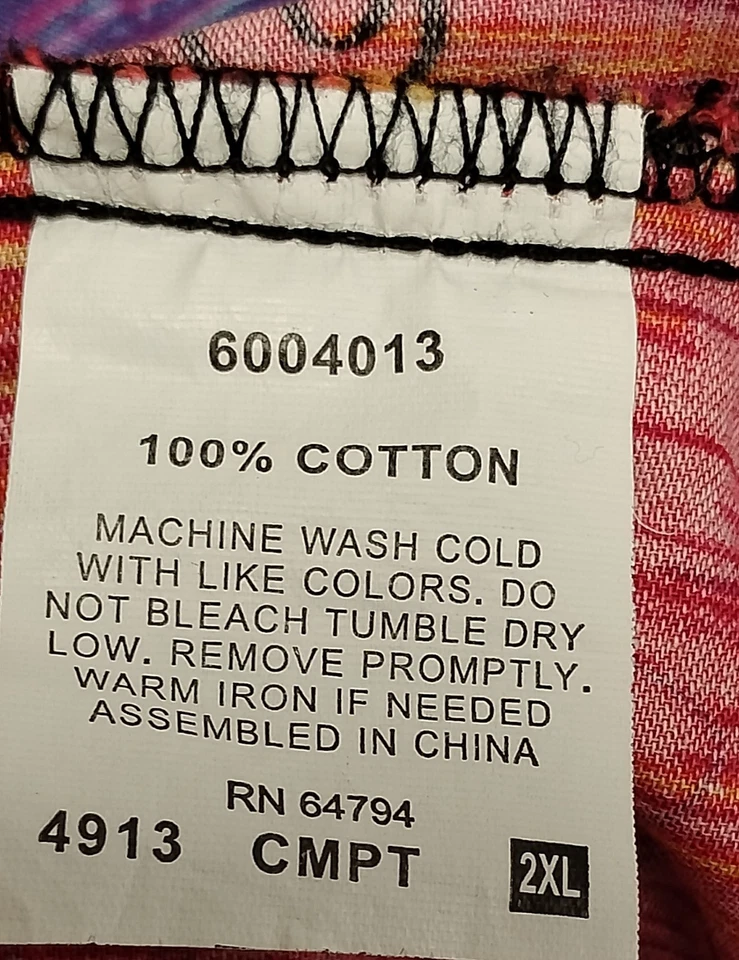 6004013
100% COTTON
MACHINE WASH COLD
WITH LIKE COLORS. DO
NOT BLEACH TUMBLE DRY
LOW. REMOVE PROMPTLY.
WARM IRON IF NEEDED
ASSEMBLED IN CHINA
RN 64794
4913 CMPT 2XL